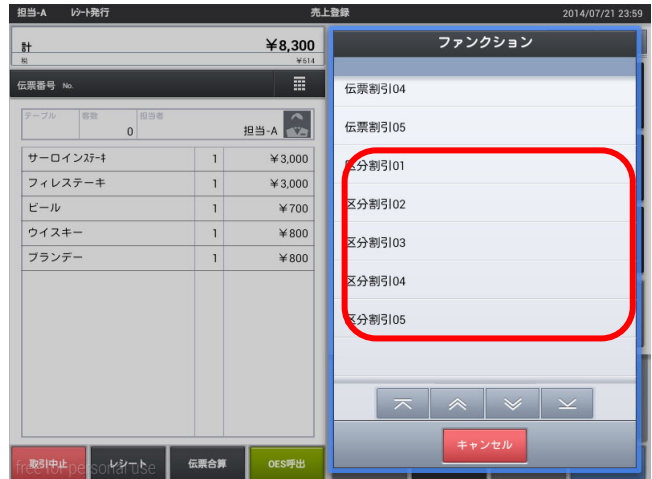 担当-A ﾚｼｰﾄ発行 売上登録 2014/07/21 23:59
計 ¥8,300
税 ¥614
伝票番号 No.
テーブル 客数 担当者
0 担当-A
サーロインｽﾃｰｷ 1 ¥3,000
フィレステーキ 1 ¥3,000
ビール 1 ¥700
ウイスキー 1 ¥800
ブランデー 1 ¥800
取引中止 レシート 伝票合算 OES呼出
free for personal use
ファンクション
伝票割引04
伝票割引05
区分割引01
区分割引02
区分割引03
区分割引04
区分割引05
キャンセル